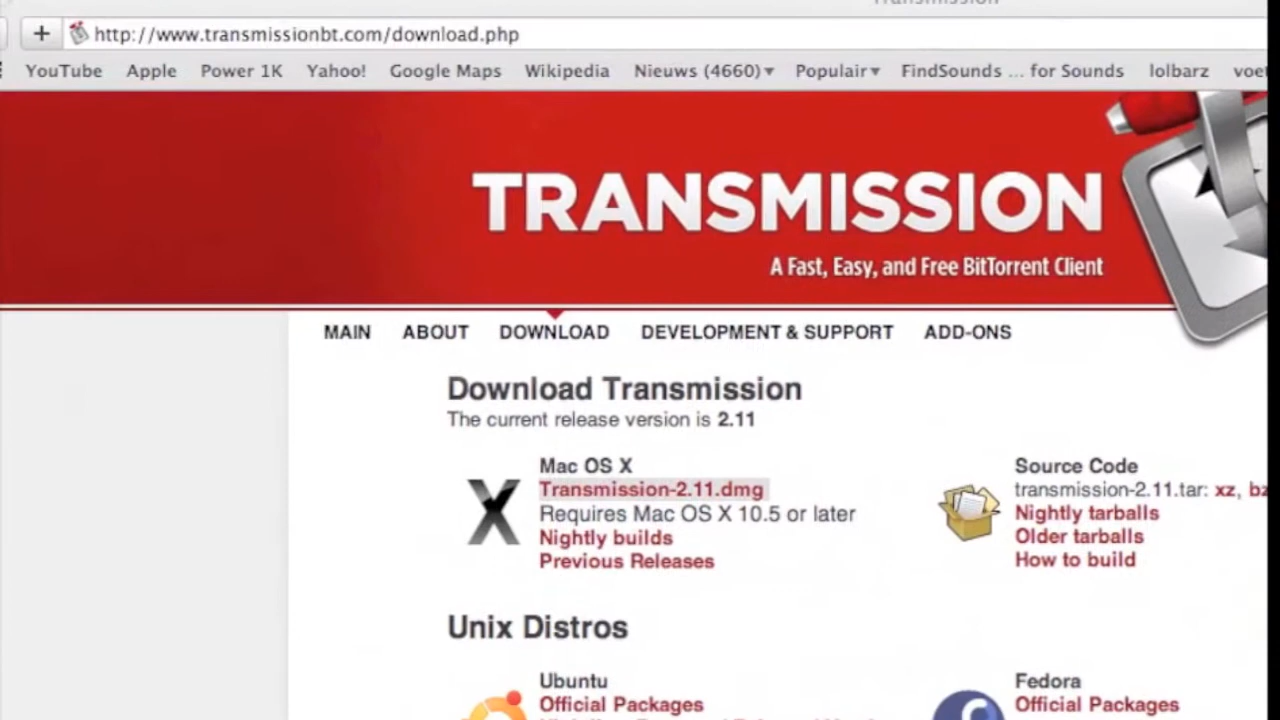 Transmission
http://www.transmissionbt.com/download.php
YouTube Apple Power 1K Yahoo! Google Maps Wikipedia Nieuws (4660)▾ Populair▾ FindSounds ... for Sounds lolbarz voet
TRANSMISSION
A Fast, Easy, and Free BitTorrent Client
MAIN ABOUT DOWNLOAD DEVELOPMENT & SUPPORT ADD-ONS
Download Transmission
The current release version is 2.11
Mac OS X
Transmission-2.11.dmg
Requires Mac OS X 10.5 or later
Nightly builds
Previous Releases
Source Code
transmission-2.11.tar: xz, bz
Nightly tarballs
Older tarballs
How to build
Unix Distros
Ubuntu
Official Packages
Fedora
Official Packages